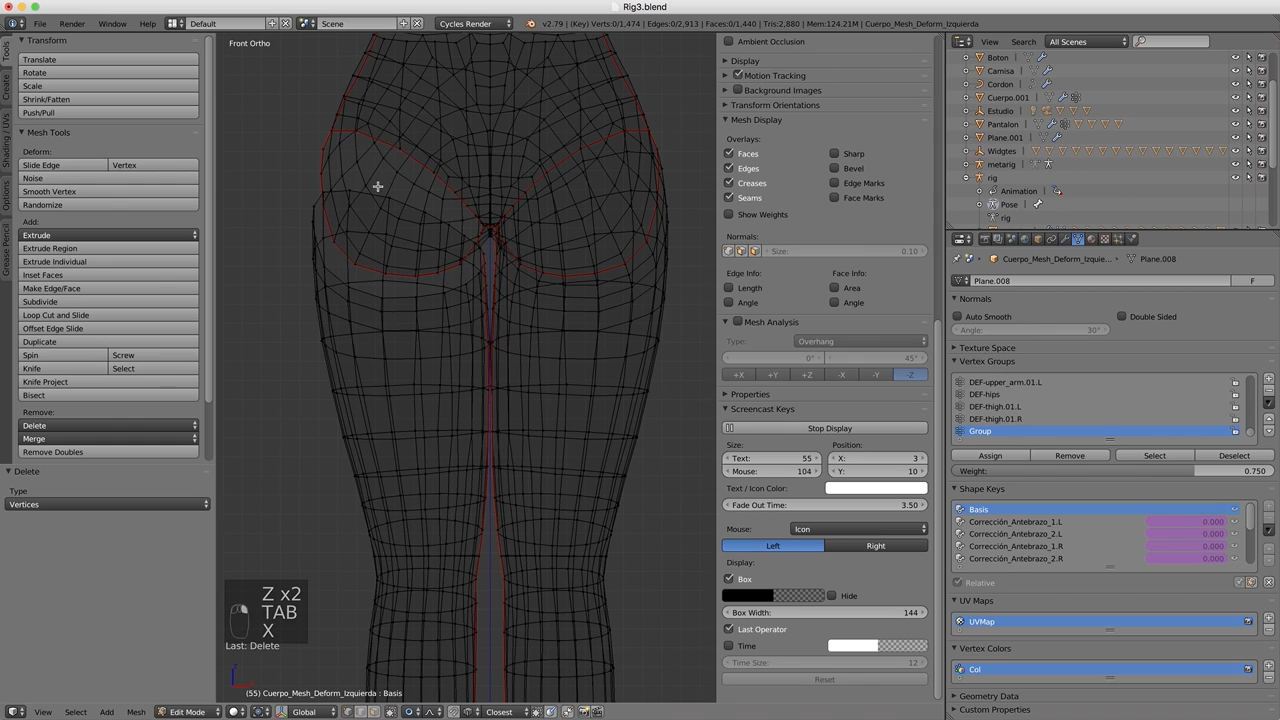 Rig3.blend
File Render Window Help Default Scene Cycles Render v2.79 | (Key) Verts:0/1,474 | Edges:0/2,913 | Faces:0/1,440 | Tris:2,880 | Mem:124.21M | Cuerpo_Mesh_Deform_Izquierda
Tools
Create
Shading / UVs
Options
Grease Pencil
Transform
Translate
Rotate
Scale
Shrink/Fatten
Push/Pull
Mesh Tools
Deform:
Slide Edge Vertex
Noise
Smooth Vertex
Randomize
Add:
Extrude
Extrude Region
Extrude Individual
Inset Faces
Make Edge/Face
Subdivide
Loop Cut and Slide
Offset Edge Slide
Duplicate
Spin Screw
Knife Select
Knife Project
Bisect
Remove:
Delete
Merge
Remove Doubles
Delete
Type
Vertices
Front Ortho
Z x2
TAB
X
Last: Delete
(55) Cuerpo_Mesh_Deform_Izquierda : Basis
View Select Add Mesh Edit Mode Global Closest
Ambient Occlusion
Display
Motion Tracking
Background Images
Transform Orientations
Mesh Display
Overlays:
Faces Sharp
Edges Bevel
Creases Edge Marks
Seams Face Marks
Show Weights
Normals:
Size: 0.10
Edge Info: Face Info:
Length Area
Angle Angle
Mesh Analysis
Type: Overhang
0° 45°
+X +Y +Z -X -Y -Z
Properties
Screencast Keys
Stop Display
Size: Position:
Text: 55 X: 3
Mouse: 104 Y: 10
Text / Icon Color:
Fade Out Time: 3.50
Mouse: Icon
Left Right
Display:
Box
Hide
Box Width: 144
Last Operator
Time
Time Size: 12
Reset
View Search All Scenes
Boton
Camisa
Cordon
Cuerpo.001
Estudio
Pantalon
Plane.001
Widgtes
metarig
rig
Animation
Pose
rig
Cuerpo_Mesh_Deform_Izquie... Plane.008
Plane.008 F
Normals
Auto Smooth Double Sided
Angle: 30°
Texture Space
Vertex Groups
DEF-upper_arm.01.L
DEF-hips
DEF-thigh.01.L
DEF-thigh.01.R
Group
Assign Remove Select Deselect
Weight: 0.750
Shape Keys
Basis
Corrección_Antebrazo_1.L 0.000
Corrección_Antebrazo_2.L 0.000
Corrección_Antebrazo_1.R 0.000
Corrección_Antebrazo_2.R 0.000
Relative
UV Maps
UVMap
Vertex Colors
Col
Geometry Data
Custom Properties